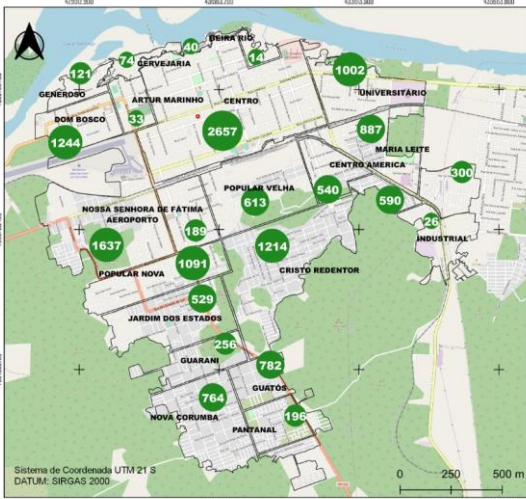 BEIRA RIO
40
74
14
CERVEJARIA
121
1002
GENEROSO
ARTUR MARINHO
UNIVERSITÁRIO
CENTRO
DOM BOSCO
33
2657
887
1244
MARIA LEITE
CENTRO AMERICA
300
POPULAR VELHA
540
613
590
NOSSA SENHORA DE FÁTIMA
AEROPORTO
26
189
INDUSTRIAL
1637
1214
1091
CRISTO REDENTOR
POPULAR NOVA
529
JARDIM DOS ESTADOS
256
GUARANI
782
GUATÓS
764
196
NOVA CORUMBA
PANTANAL
Sistema de Coordenada UTM 21 S
DATUM: SIRGAS 2000
0 250 500 m